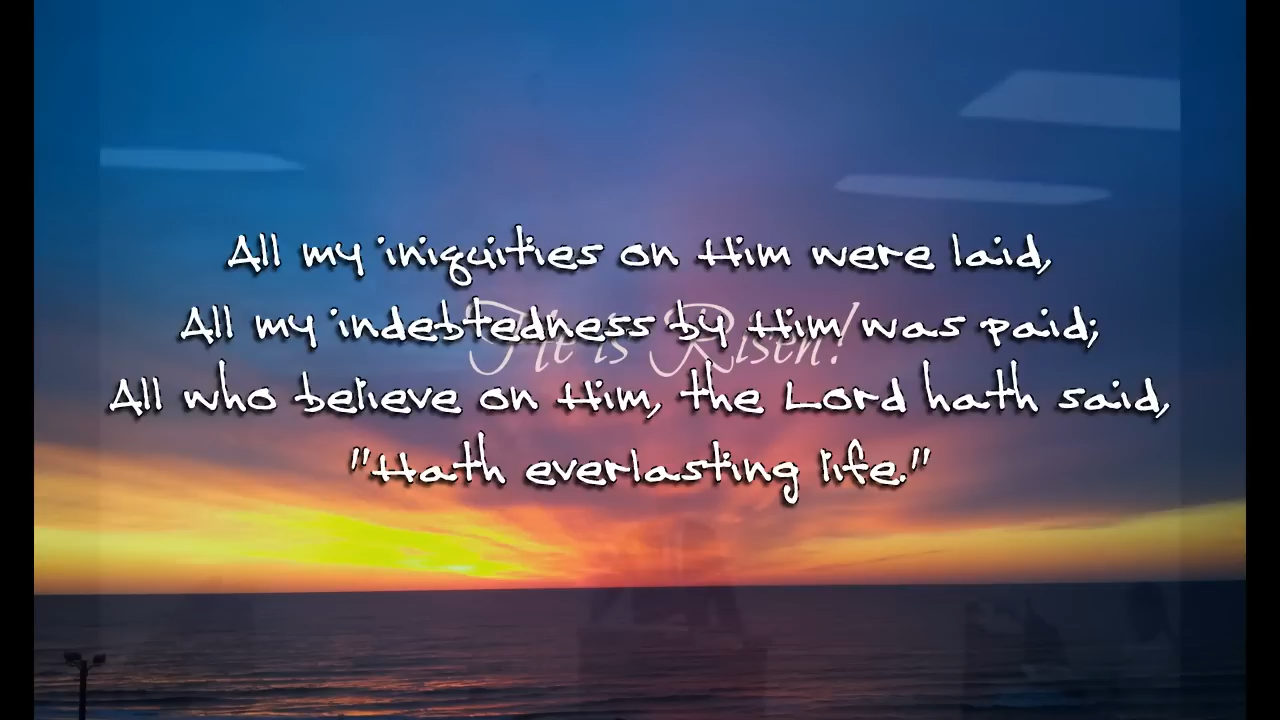 All my iniquities on Him were laid,
All my indebtedness by Him was paid;
He is Risen!
All who believe on Him, the Lord hath said,
"Hath everlasting life."